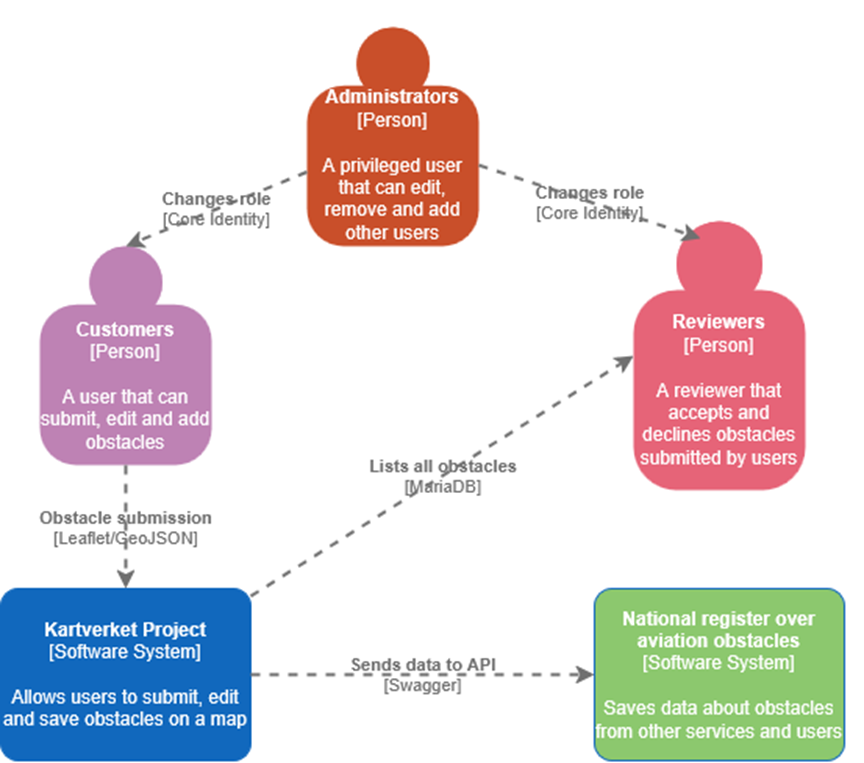 Administrators
[Person]
A privileged user
that can edit,
remove and add
other users
Changes role
[Core Identity]
Changes role
[Core Identity]
Customers
[Person]
A user that can
submit, edit and add
obstacles
Reviewers
[Person]
A reviewer that
accepts and
declines obstacles
submitted by users
Lists all obstacles
[MariaDB]
Obstacle submission
[Leaflet/GeoJSON]
Kartverket Project
[Software System]
Allows users to submit, edit
and save obstacles on a map
Sends data to API
[Swagger]
National register over
aviation obstacles
[Software System]
Saves data about obstacles
from other services and users